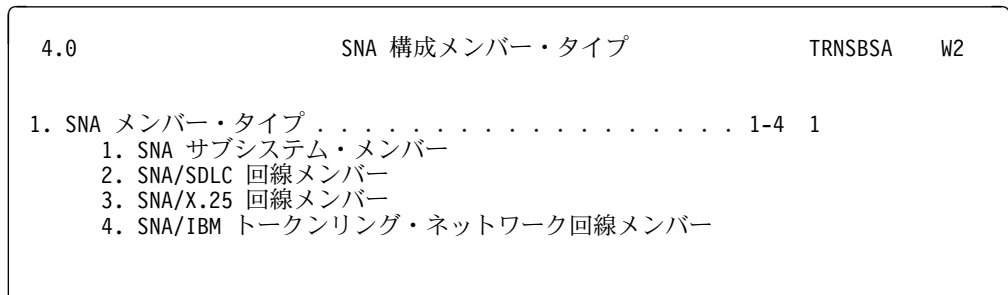 4.0 SNA 構成メンバー・タイプ TRNSBSA W2
1. SNA メンバー・タイプ . . . . . . . . . . . . . . . . . . 1-4 1
1. SNA サブシステム・メンバー
2. SNA/SDLC 回線メンバー
3. SNA/X.25 回線メンバー
4. SNA/IBM トークンリング・ネットワーク回線メンバー